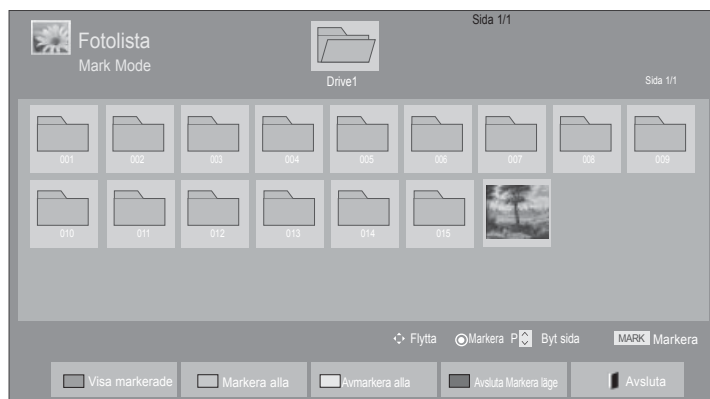 Sida 1/1
Fotolista
Mark Mode
Drive1
Sida 1/1
001 002 003 004 005 006 007 008 009
010 011 012 013 014 015
Flytta Markera P Byt sida MARK Markera
Visa markerade Markera alla Avmarkera alla Avsluta Markera läge Avsluta